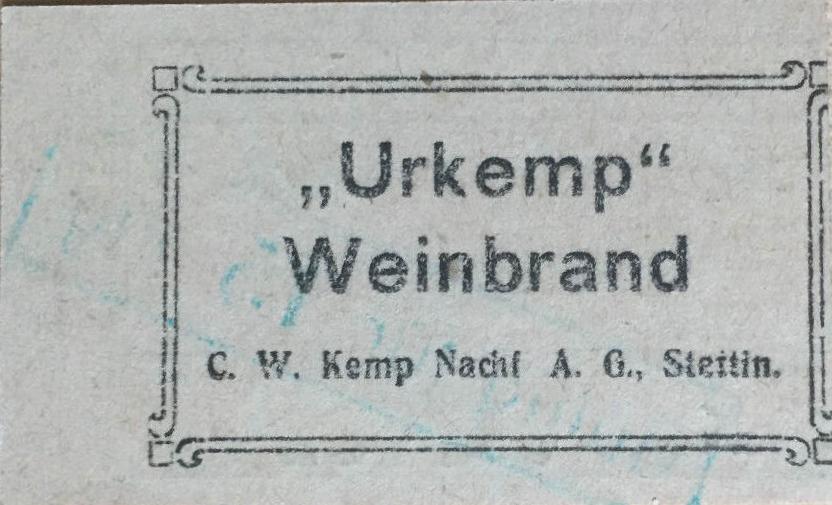 „Urkemp“
Weinbrand
C. W. Kemp Nachf A. G., Stettin.